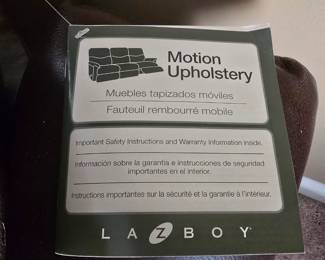 Motion
Upholstery
Muebles tapizados móviles
Fauteuil rembourré mobile
Important Safety Instructions and Warranty Information Inside.
Información sobre la garantia e instrucciones de seguridad
importantes en el interior.
Instructions importantes sur la sécurité et la garantie à l'intérieur.
LA Z BOY